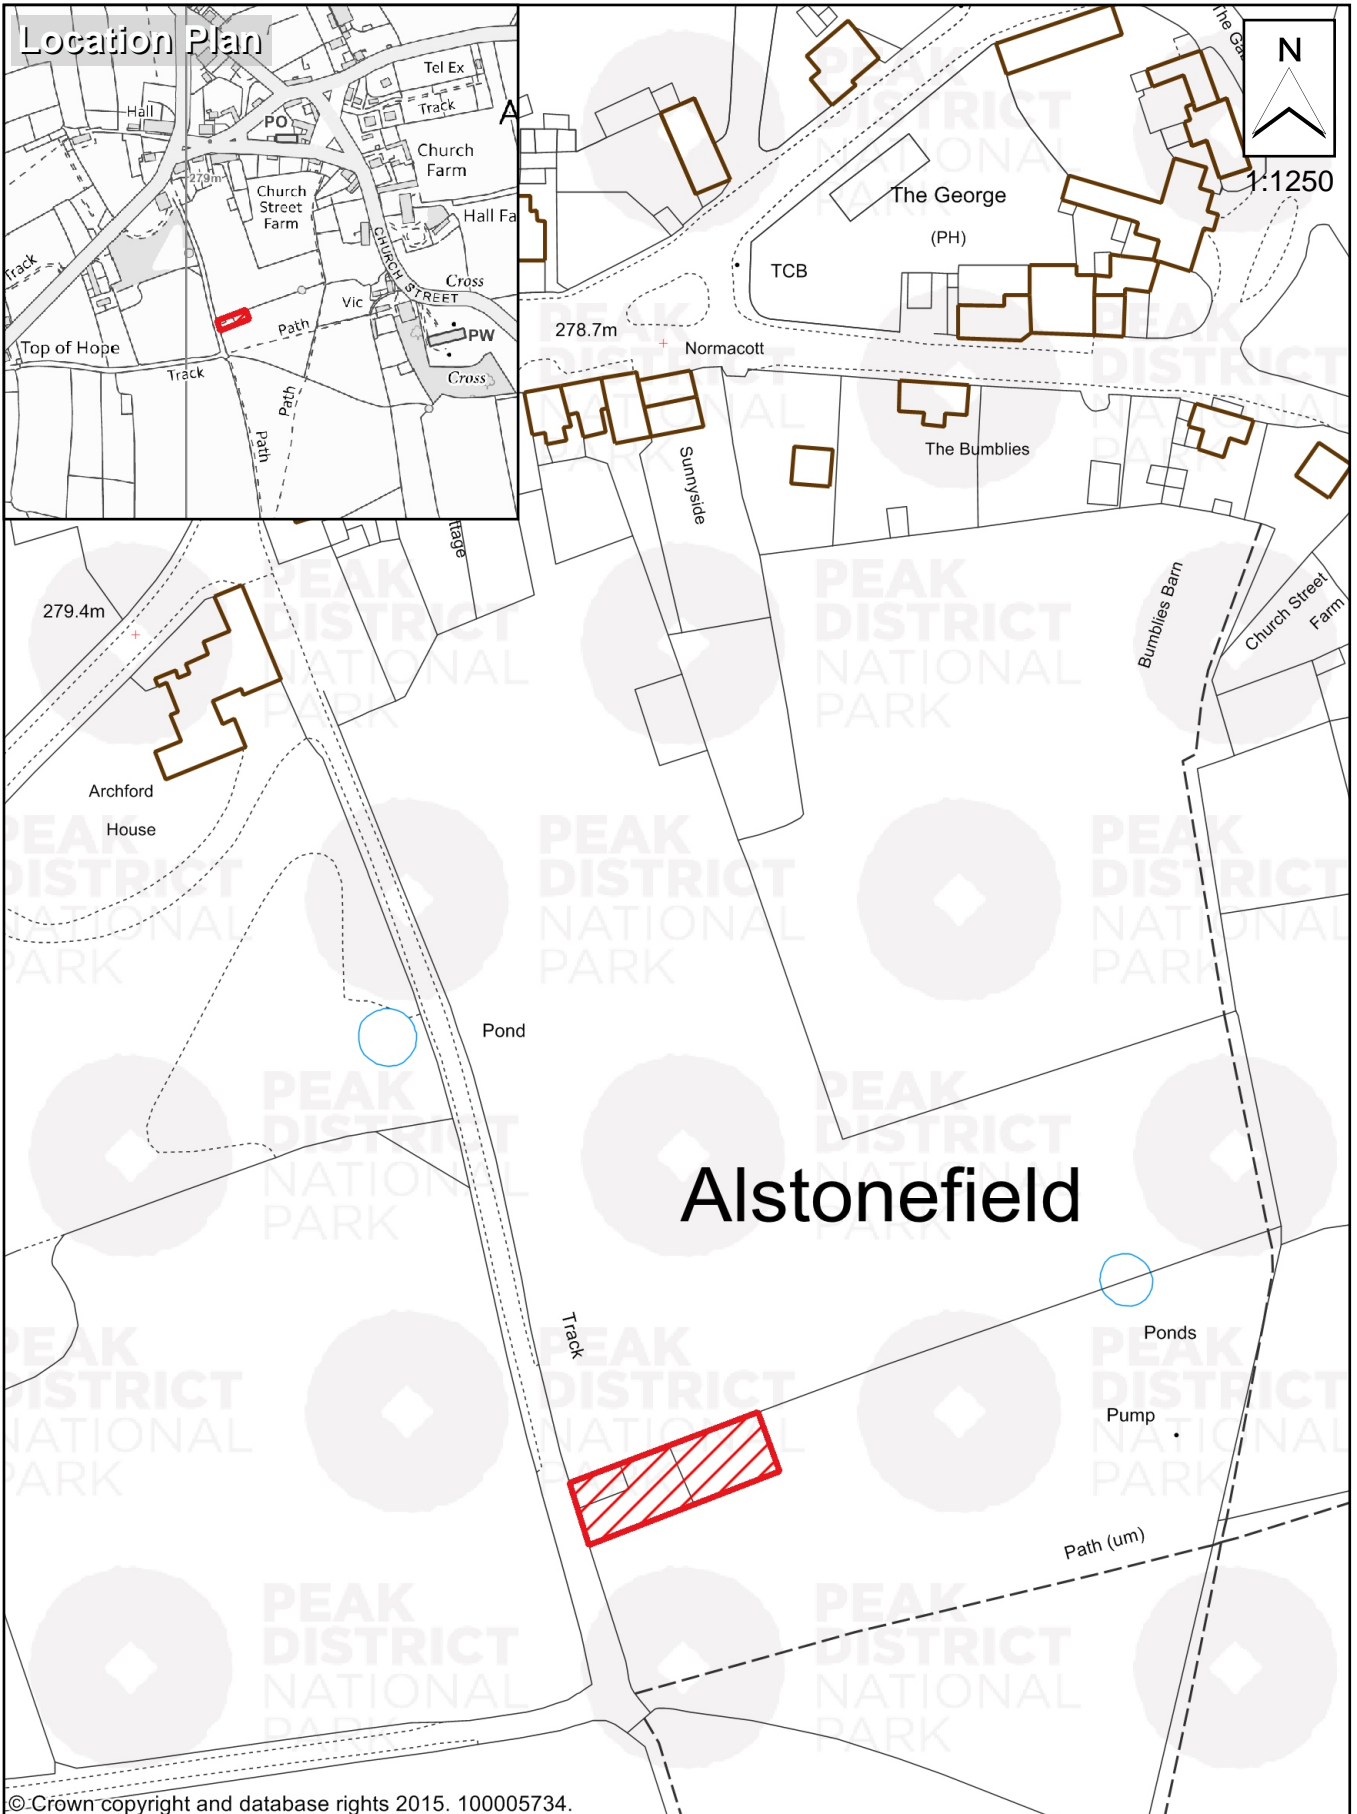 Location Plan
Tel Ex
Track
A
Hall
PO
Church
Farm
279m
Church
Street
Farm
Hall Fa
CHURCH STREET
Track
Cross
Vic
Path
PW
Top of Hope
Track
Cross
Path
Path
N
1:1250
The George
(PH)
TCB
278.7m
Normacott
Sunnyside
The Bumblies
ttage
279.4m
Bumblies Barn
Church Street
Farm
Archford
House
Pond
Alstonefield
Track
Ponds
Pump
Path (um)
© Crown copyright and database rights 2015. 100005734.
PEAK
DISTRICT
NATIONAL
PARK